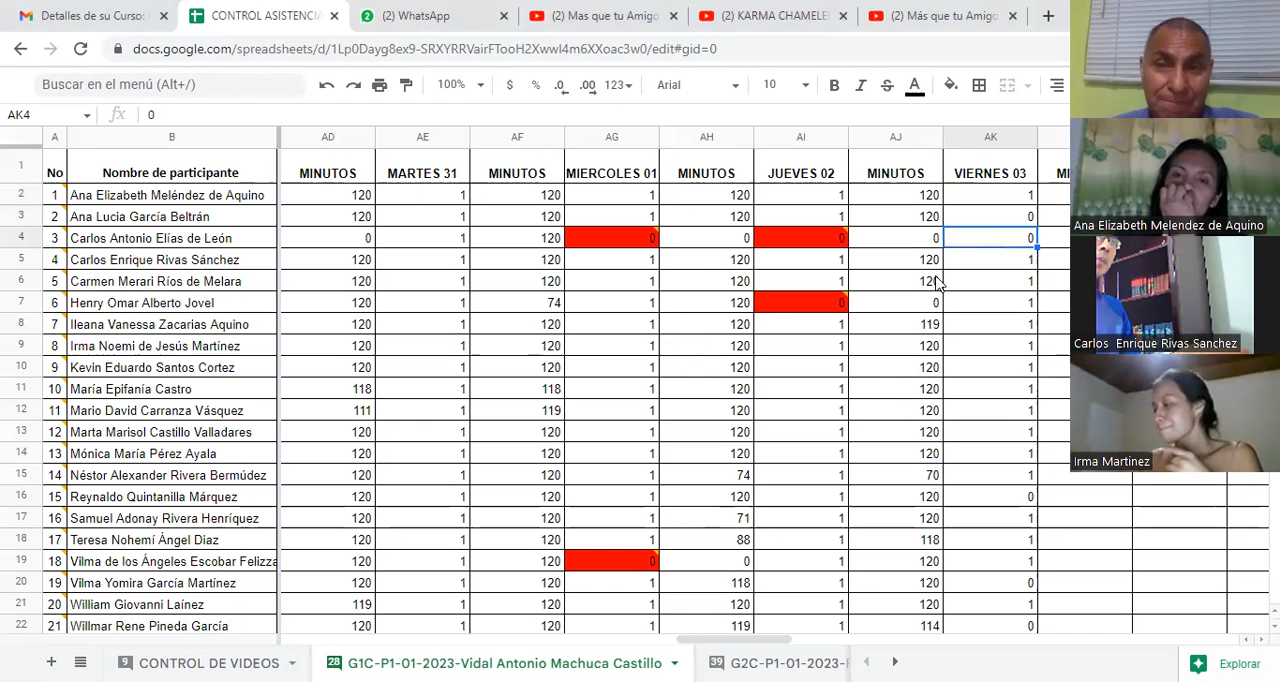 Detalles de su Curso: CONTROL ASISTENCIA (2) WhatsApp (2) Mas que tu Amigo (2) KARMA CHAMELE (2) Más que tu Amigo
docs.google.com/spreadsheets/d/1Lp0Dayg8ex9-SRXYRRVairFTooH2Xwwl4m6XXoac3w0/edit#gid=0
Buscar en el menú (Alt+/) 100% $ % .0 .00 123 Arial 10 B I S A
AK4 fx 0
A B AD AE AF AG AH AI AJ AK
1 No Nombre de participante MINUTOS MARTES 31 MINUTOS MIERCOLES 01 MINUTOS JUEVES 02 MINUTOS VIERNES 03
2 1 Ana Elizabeth Meléndez de Aquino 120 1 120 1 120 1 120 1
3 2 Ana Lucia García Beltrán 120 1 120 1 120 1 120 0
4 3 Carlos Antonio Elías de León 0 120 0 0 0 0 0
5 4 Carlos Enrique Rivas Sánchez 120 1 120 1 120 1 120 1
6 5 Carmen Merari Ríos de Melara 120 1 120 1 120 1 120 1
7 6 Henry Omar Alberto Jovel 120 1 74 1 120 0 0 1
8 7 Ileana Vanessa Zacarias Aquino 120 1 120 1 120 1 119 1
9 8 Irma Noemi de Jesús Martínez 120 1 120 1 120 1 120 1
10 9 Kevin Eduardo Santos Cortez 120 1 120 1 120 1 120 1
11 10 María Epifanía Castro 118 1 118 1 120 1 120 1
12 11 Mario David Carranza Vásquez 111 1 119 1 120 1 120 1
13 12 Marta Marisol Castillo Valladares 120 1 120 1 120 1 120 1
14 13 Mónica María Pérez Ayala 120 1 120 1 120 1 120 1
15 14 Néstor Alexander Rivera Bermúdez 120 1 120 1 74 1 70 1
16 15 Reynaldo Quintanilla Márquez 120 1 120 1 120 1 120 0
17 16 Samuel Adonay Rivera Henríquez 120 1 120 1 71 1 120 1
18 17 Teresa Nohemí Ángel Diaz 120 1 120 1 88 1 118 1
19 18 Vilma de los Ángeles Escobar Felizza 120 1 120 0 0 1 120 1
20 19 Vilma Yomira García Martínez 120 1 120 1 118 1 120 0
21 20 William Giovanni Laínez 119 1 120 1 120 1 120 1
22 21 Willmar Rene Pineda García 120 1 120 1 119 1 114 0
9 CONTROL DE VIDEOS 28 G1C-P1-01-2023-Vidal Antonio Machuca Castillo 39 G2C-P1-01-2023- Explorar
Ana Elizabeth Melendez de Aquino
Carlos Enrique Rivas Sanchez
Irma Martinez